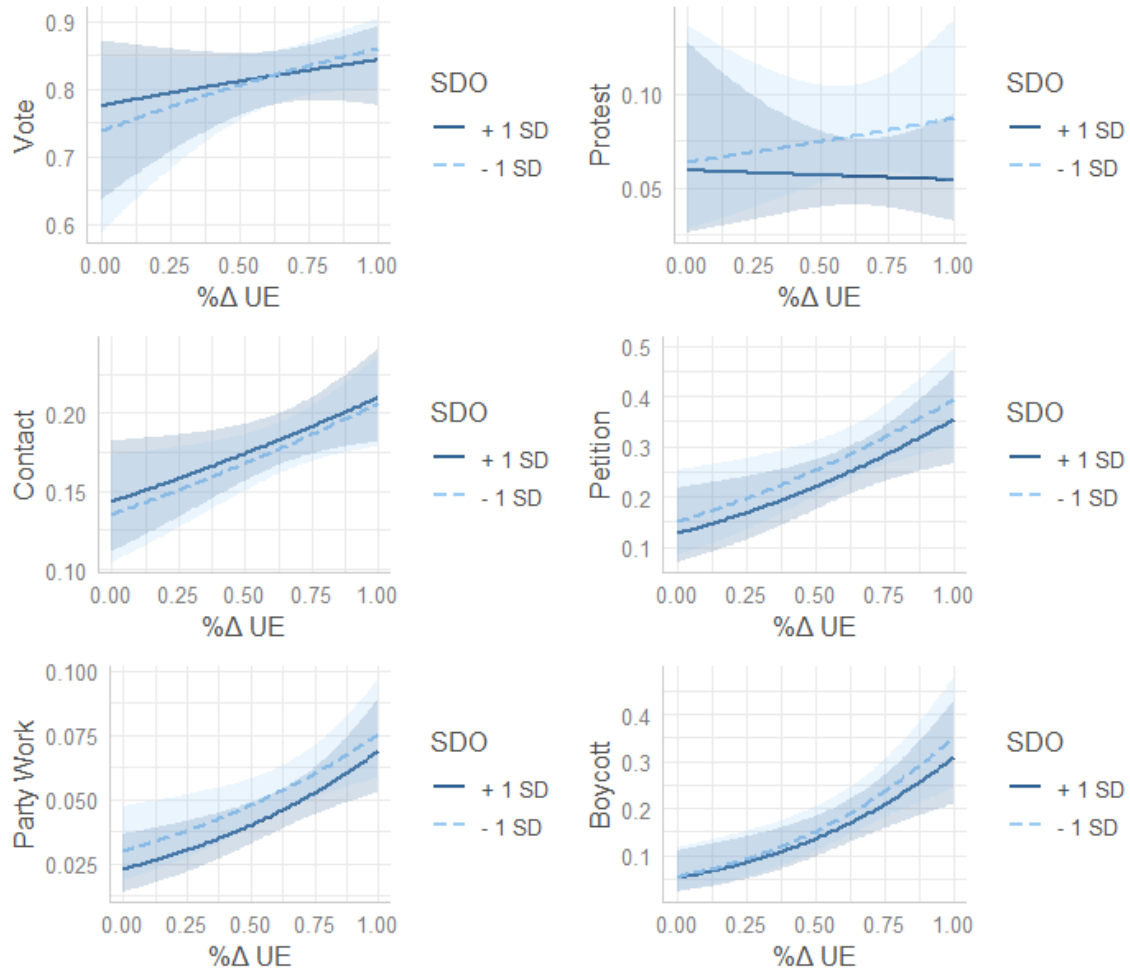 Vote
0.9
0.8
0.7
0.6
0.00 0.25 0.50 0.75 1.00
%Δ UE
SDO
+ 1 SD
- 1 SD
Protest
0.10
0.05
0.00 0.25 0.50 0.75 1.00
%Δ UE
SDO
+ 1 SD
- 1 SD
Contact
0.20
0.15
0.10
0.00 0.25 0.50 0.75 1.00
%Δ UE
SDO
+ 1 SD
- 1 SD
Petition
0.5
0.4
0.3
0.2
0.1
0.00 0.25 0.50 0.75 1.00
%Δ UE
SDO
+ 1 SD
- 1 SD
Party Work
0.100
0.075
0.050
0.025
0.00 0.25 0.50 0.75 1.00
%Δ UE
SDO
+ 1 SD
- 1 SD
Boycott
0.4
0.3
0.2
0.1
0.00 0.25 0.50 0.75 1.00
%Δ UE
SDO
+ 1 SD
- 1 SD